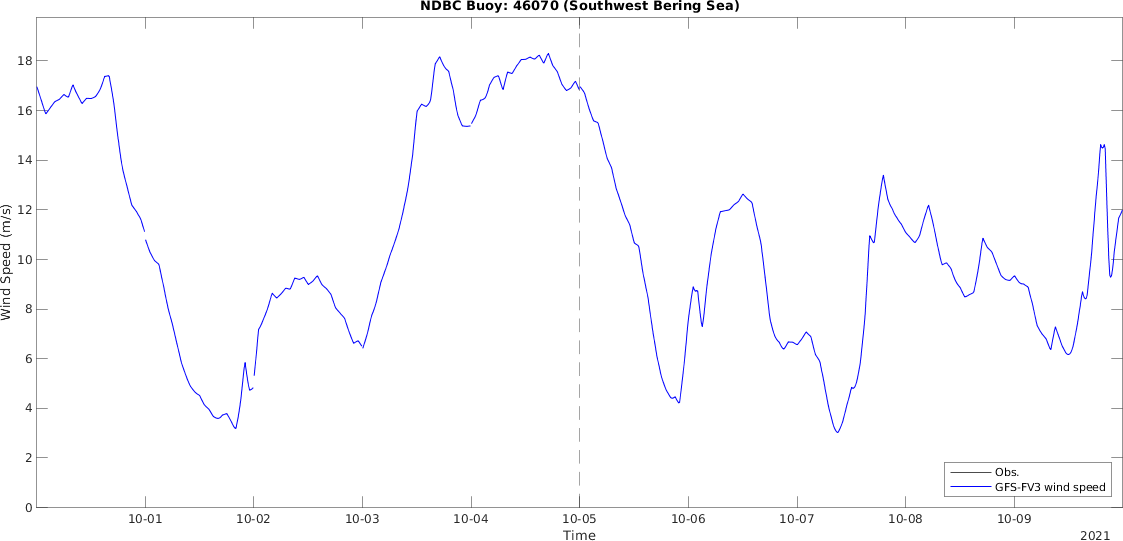 NDBC Buoy: 46070 (Southwest Bering Sea)
Wind Speed (m/s)
18
16
14
12
10
8
6
4
2
0
Obs.
GFS-FV3 wind speed
10-01 10-02 10-03 10-04 10-05 10-06 10-07 10-08 10-09
Time
2021